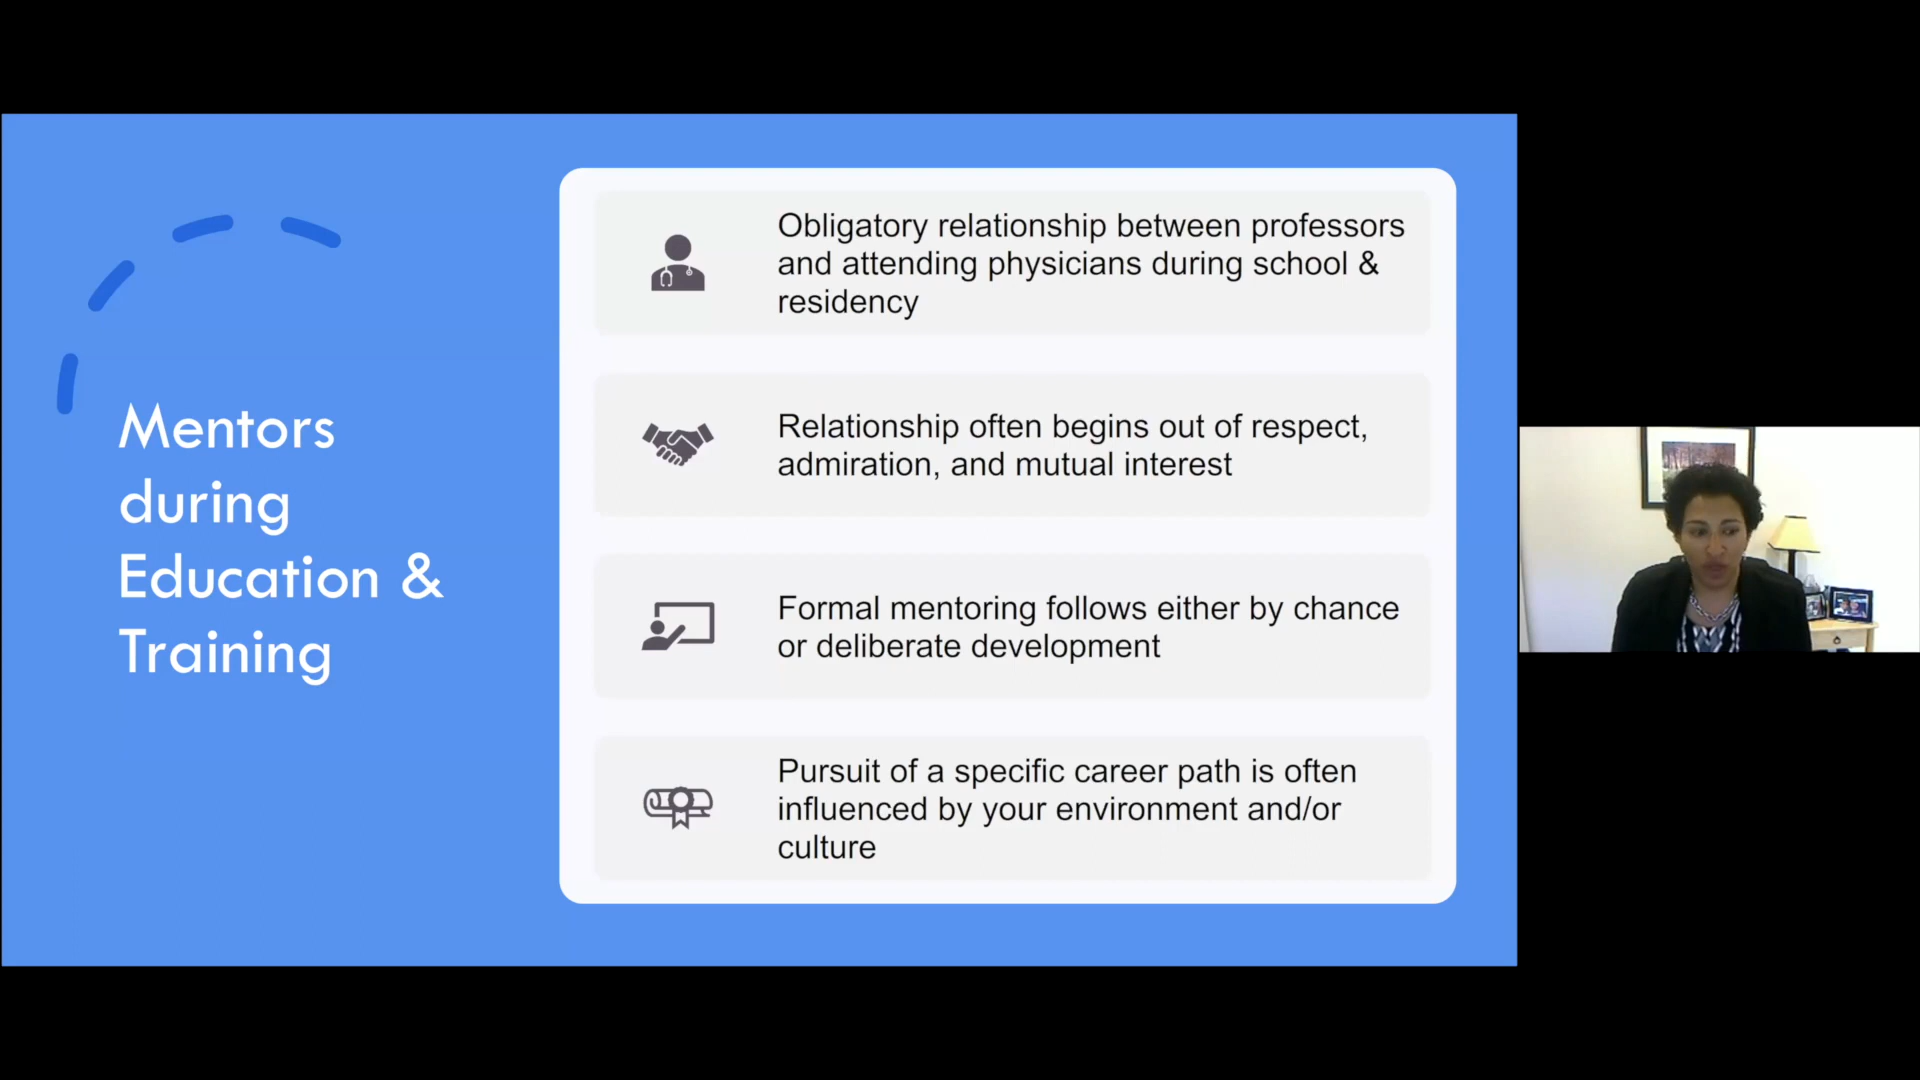 Mentors
during
Education &
Training
Obligatory relationship between professors
and attending physicians during school &
residency
Relationship often begins out of respect,
admiration, and mutual interest
Formal mentoring follows either by chance
or deliberate development
Pursuit of a specific career path is often
influenced by your environment and/or
culture